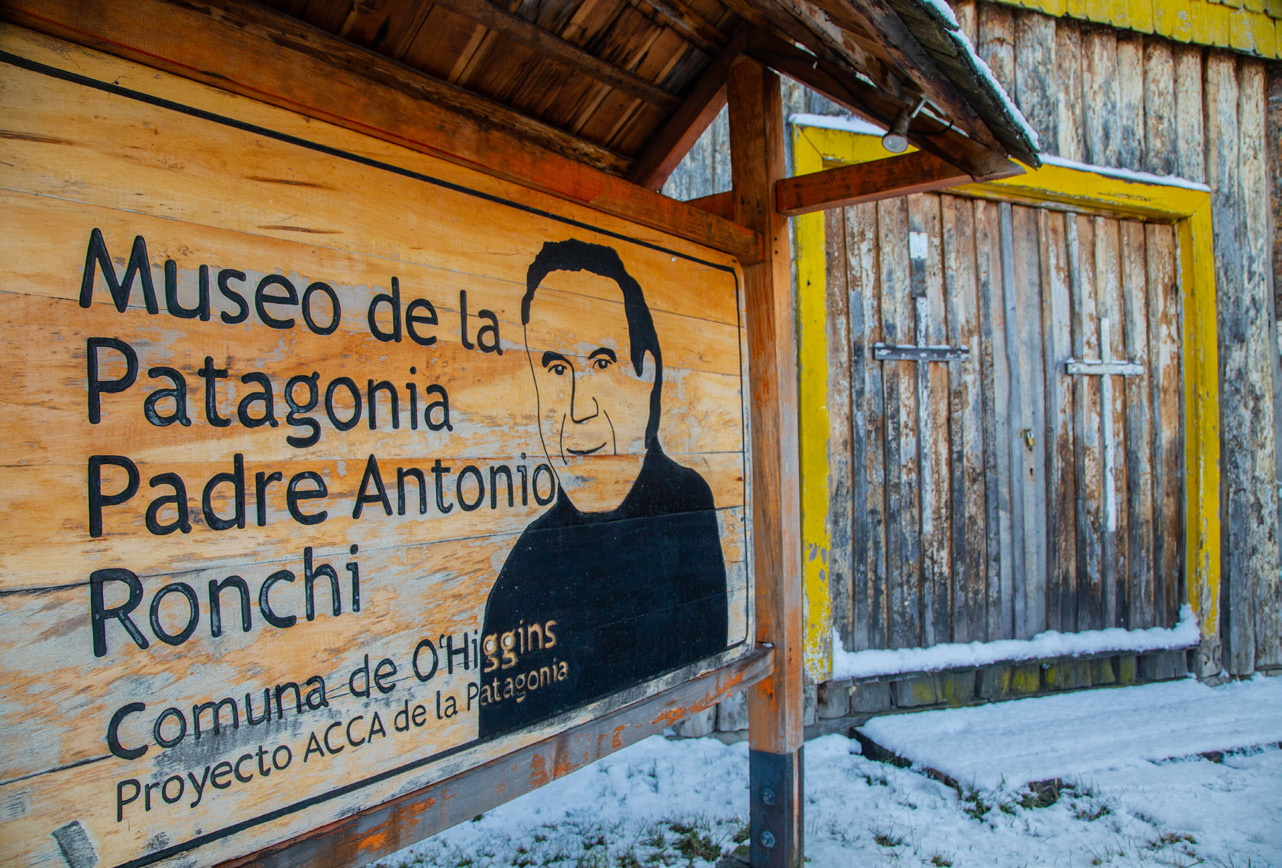 Museo de la
Patagonia
Padre Antonio
Ronchi
Comuna de O‘Higgins
Proyecto ACCA de la Patagonia